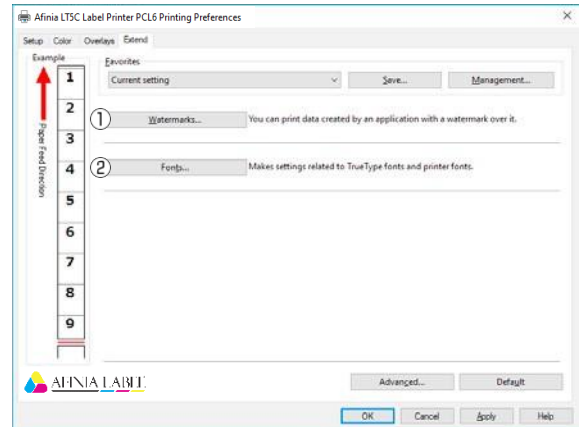 Afinia LT5C Label Printer PCL6 Printing Preferences
Setup Color Overlays Extend
Example
Favorites
Current setting Save... Management...
1
2
① Watermarks... You can print data created by an application with a watermark over it.
Paper Feed Direction
3
② Fonts... Makes settings related to TrueType fonts and printer fonts.
4
5
6
7
8
9
AFINIA LABEL
Advanced... Default
OK Cancel Apply Help